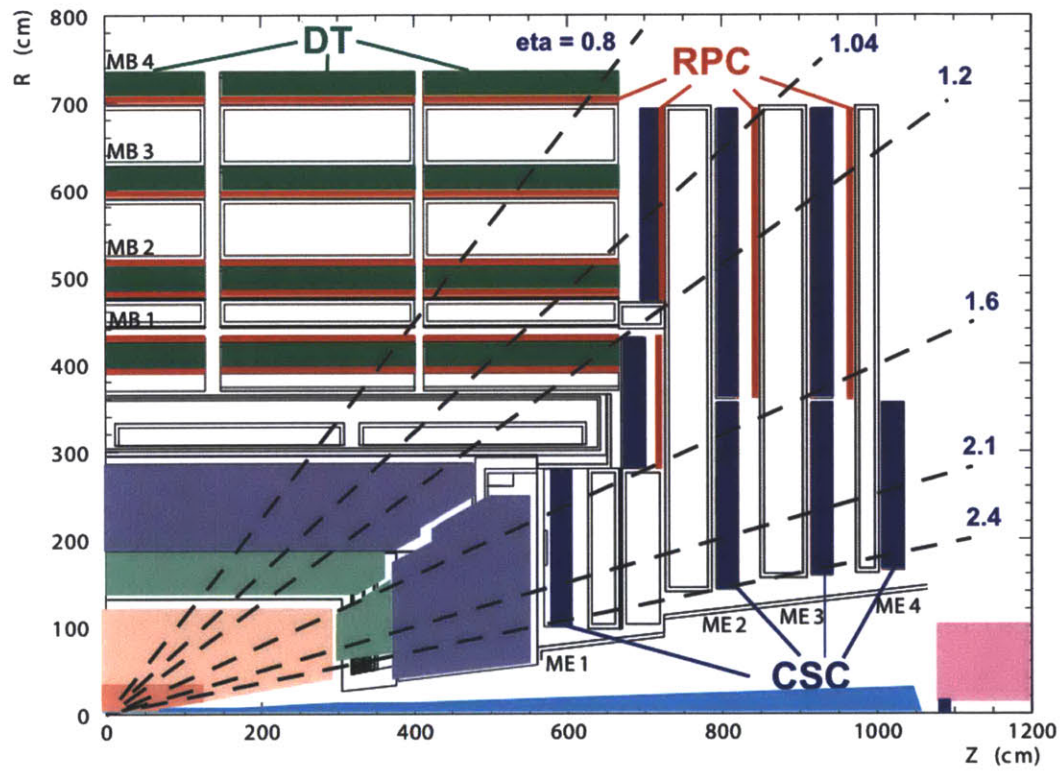 R (cm)
800
700
600
500
400
300
200
100
0
MB 4
MB 3
MB 2
MB 1
DT
eta = 0.8
1.04
RPC
1.2
1.6
2.1
2.4
ME 1
ME 2
ME 3
ME 4
CSC
0
200
400
600
800
1000
1200
Z (cm)